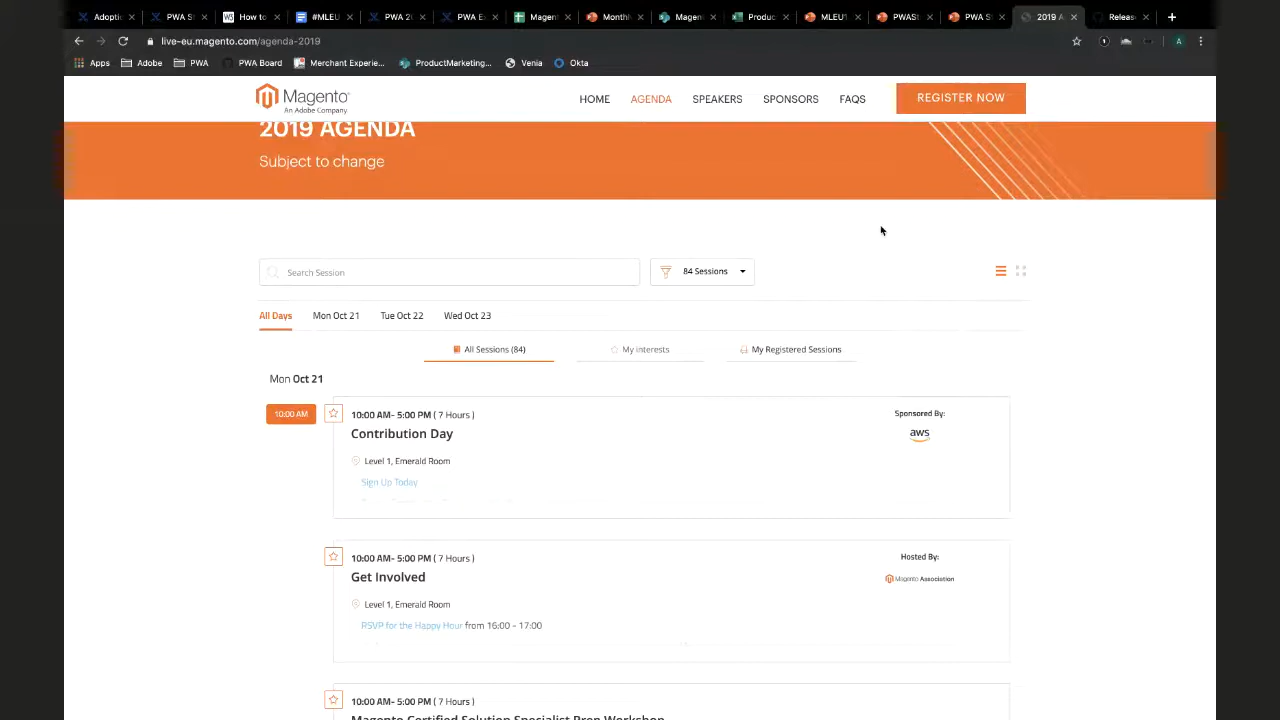 Adopti
PWA S
How to
#MLEU
PWA 2
PWA E
Magen
Month
Magen
Produc
MLEU
PWASt
PWA S
2019 A
Releas
live-eu.magento.com/agenda-2019
Apps
Adobe
PWA
PWA Board
Merchant Experie...
ProductMarketing...
Venia
Okta
Magento
An Adobe Company
HOME
AGENDA
SPEAKERS
SPONSORS
FAQS
REGISTER NOW
2019 AGENDA
Subject to change
Search Session
84 Sessions
All Days
Mon Oct 21
Tue Oct 22
Wed Oct 23
All Sessions (84)
My interests
My Registered Sessions
Mon Oct 21
10:00 AM
10:00 AM- 5:00 PM ( 7 Hours )
Contribution Day
Level 1, Emerald Room
Sign Up Today
Sponsored By:
aws
10:00 AM- 5:00 PM ( 7 Hours )
Get Involved
Level 1, Emerald Room
RSVP for the Happy Hour from 16:00 - 17:00
Hosted By:
Magento Association
10:00 AM- 5:00 PM ( 7 Hours )
Magento Certified Solution Specialist Prep Workshop